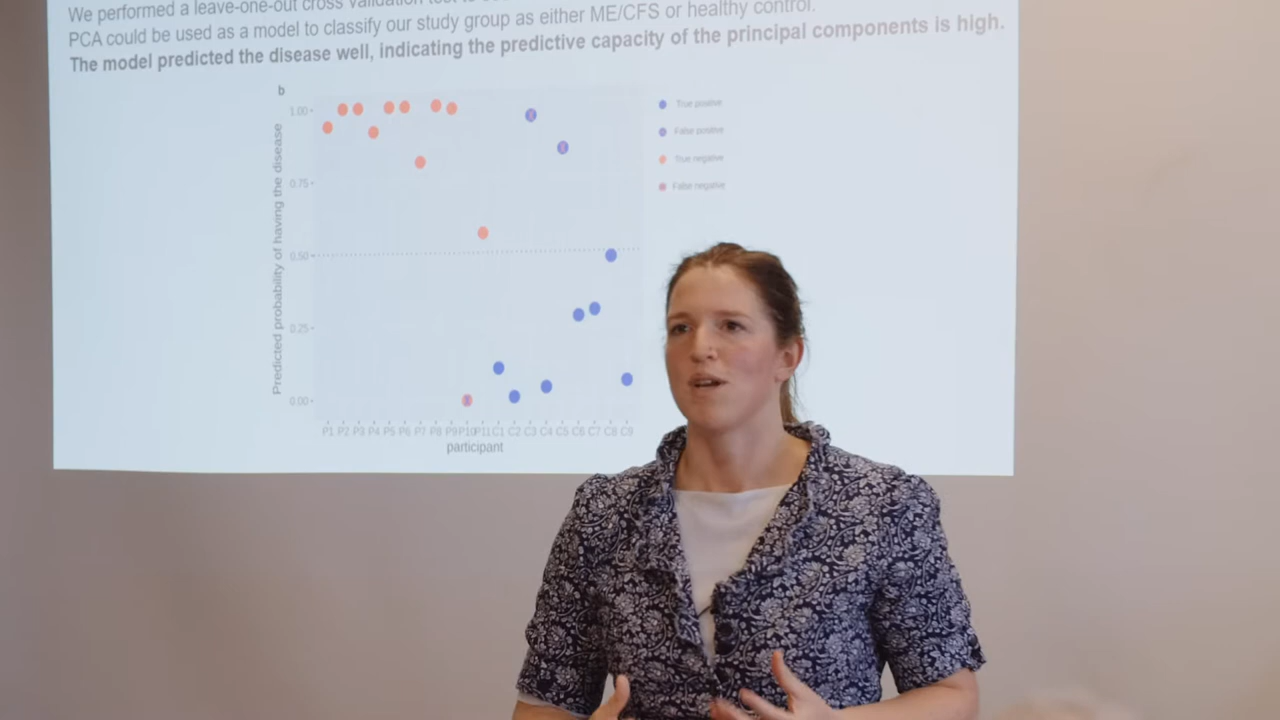 We performed a leave-one-out cross validation test to
PCA could be used as a model to classify our study group as either ME/CFS or healthy control.
The model predicted the disease well, indicating the predictive capacity of the principal components is high.
b
Predicted probability of having the disease
1.00
0.75
0.50
0.25
0.00
P1 P2 P3 P4 P5 P6 P7 P8 P9 P10 P11 C1 C2 C3 C4 C5 C6 C7 C8 C9
participant
True positive
False positive
True negative
False negative